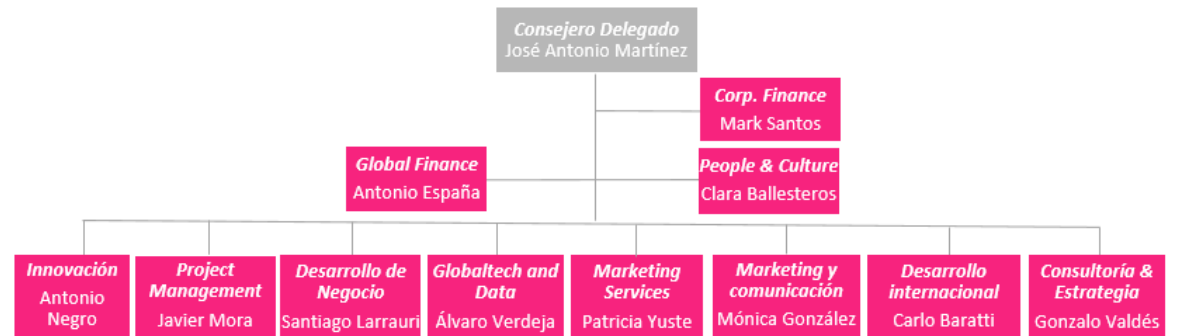 Consejero Delegado
José Antonio Martínez
Corp. Finance
Mark Santos
Global Finance
Antonio España
People & Culture
Clara Ballesteros
Innovación
Antonio
Negro
Project
Management
Javier Mora
Desarrollo de
Negocio
Santiago Larrauri
Globaltech and
Data
Álvaro Verdeja
Marketing
Services
Patricia Yuste
Marketing y
comunicación
Mónica González
Desarrollo
internacional
Carlo Baratti
Consultoría &
Estrategia
Gonzalo Valdés